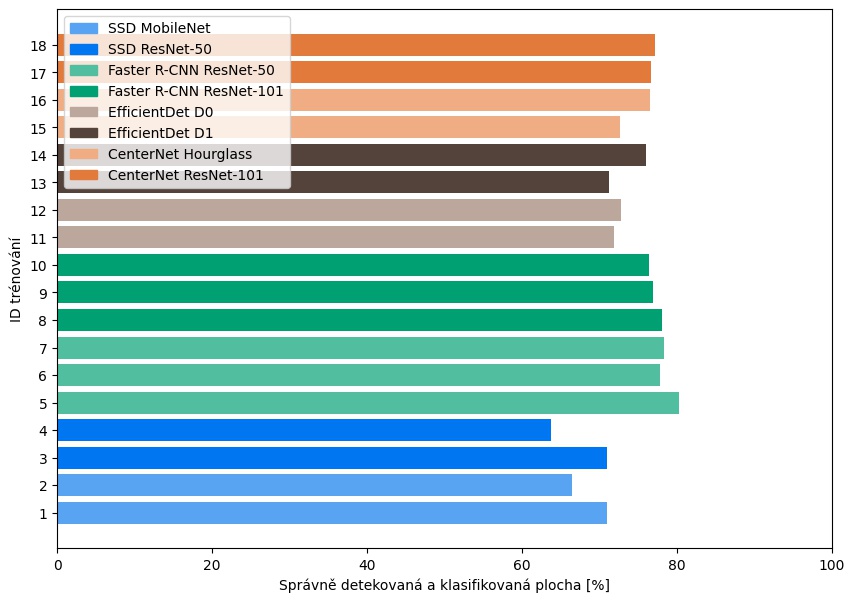 SSD MobileNet
SSD ResNet-50
Faster R-CNN ResNet-50
Faster R-CNN ResNet-101
EfficientDet D0
EfficientDet D1
CenterNet Hourglass
CenterNet ResNet-101
ID trénování
18
17
16
15
14
13
12
11
10
9
8
7
6
5
4
3
2
1
0 20 40 60 80 100
Správně detekovaná a klasifikovaná plocha [%]